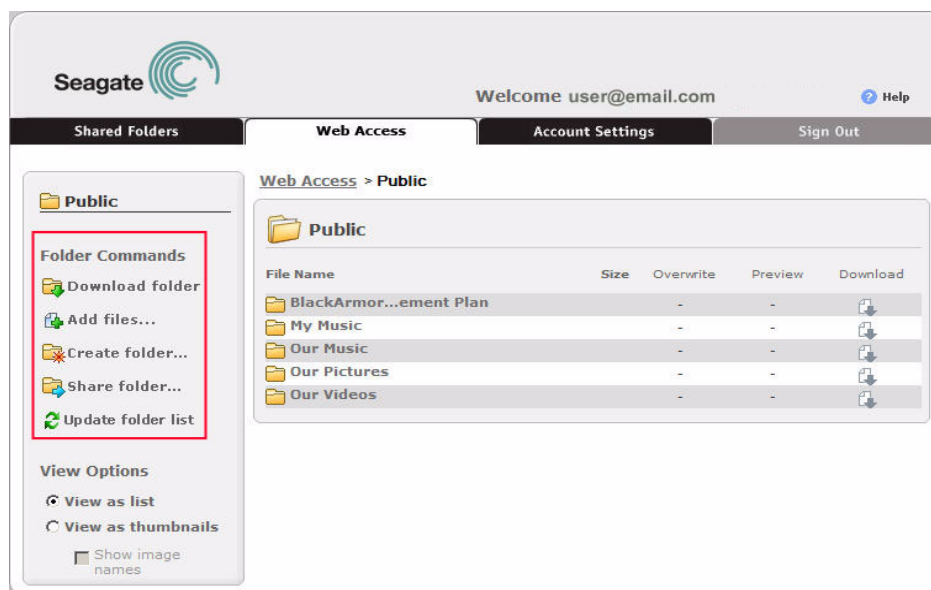 Seagate
Welcome user@email.com
Help
Shared Folders
Web Access
Account Settings
Sign Out
Public
Folder Commands
Download folder
Add files...
Create folder...
Share folder...
Update folder list
View Options
View as list
View as thumbnails
Show image
names
Web Access > Public
Public
File Name Size Overwrite Preview Download
BlackArmor...ement Plan - -
My Music - -
Our Music - -
Our Pictures - -
Our Videos - -